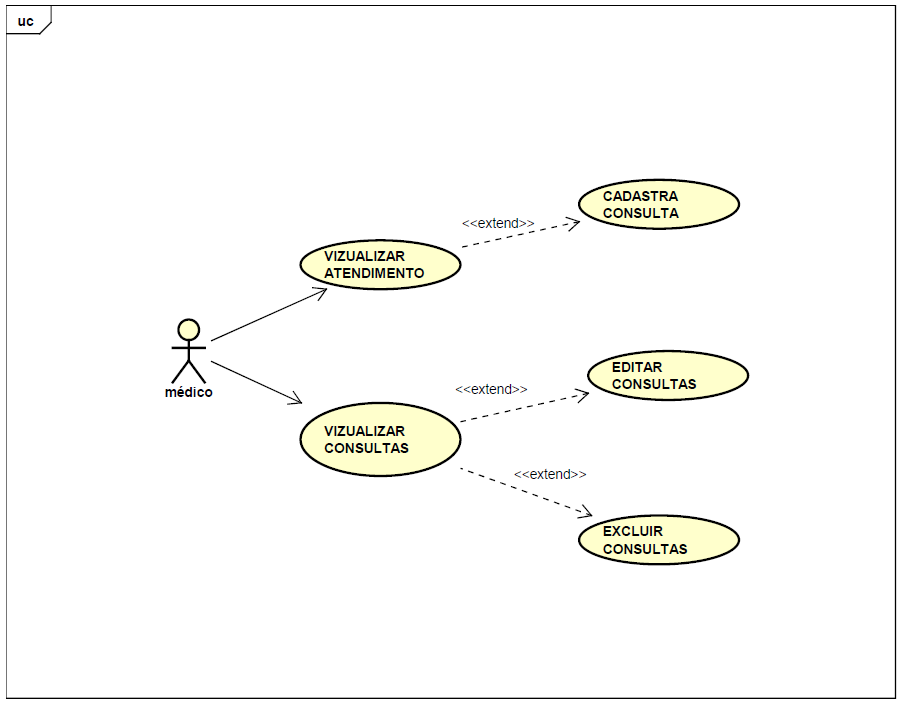 uc
CADASTRA
CONSULTA
<<extend>>
VIZUALIZAR
ATENDIMENTO
médico
EDITAR
CONSULTAS
<<extend>>
VIZUALIZAR
CONSULTAS
<<extend>>
EXCLUIR
CONSULTAS